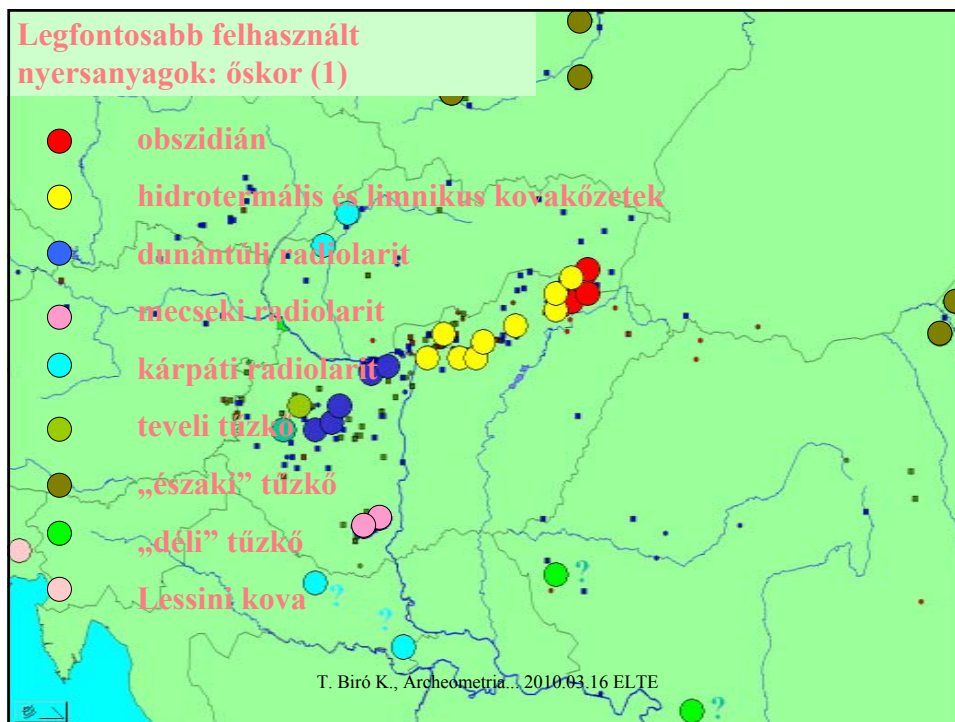 Legfontosabb felhasznált
nyersanyagok: őskor (1)
obszidián
hidrotermális és limnikus kovakőzetek
dunántúli radiolarit
mecseki radiolarit
kárpáti radiolarit
teveli tűzkő
„északi” tűzkő
„déli” tűzkő
?
Lessini kova
?
?
T. Biró K., Archeometria... 2010.03.16 ELTE
?